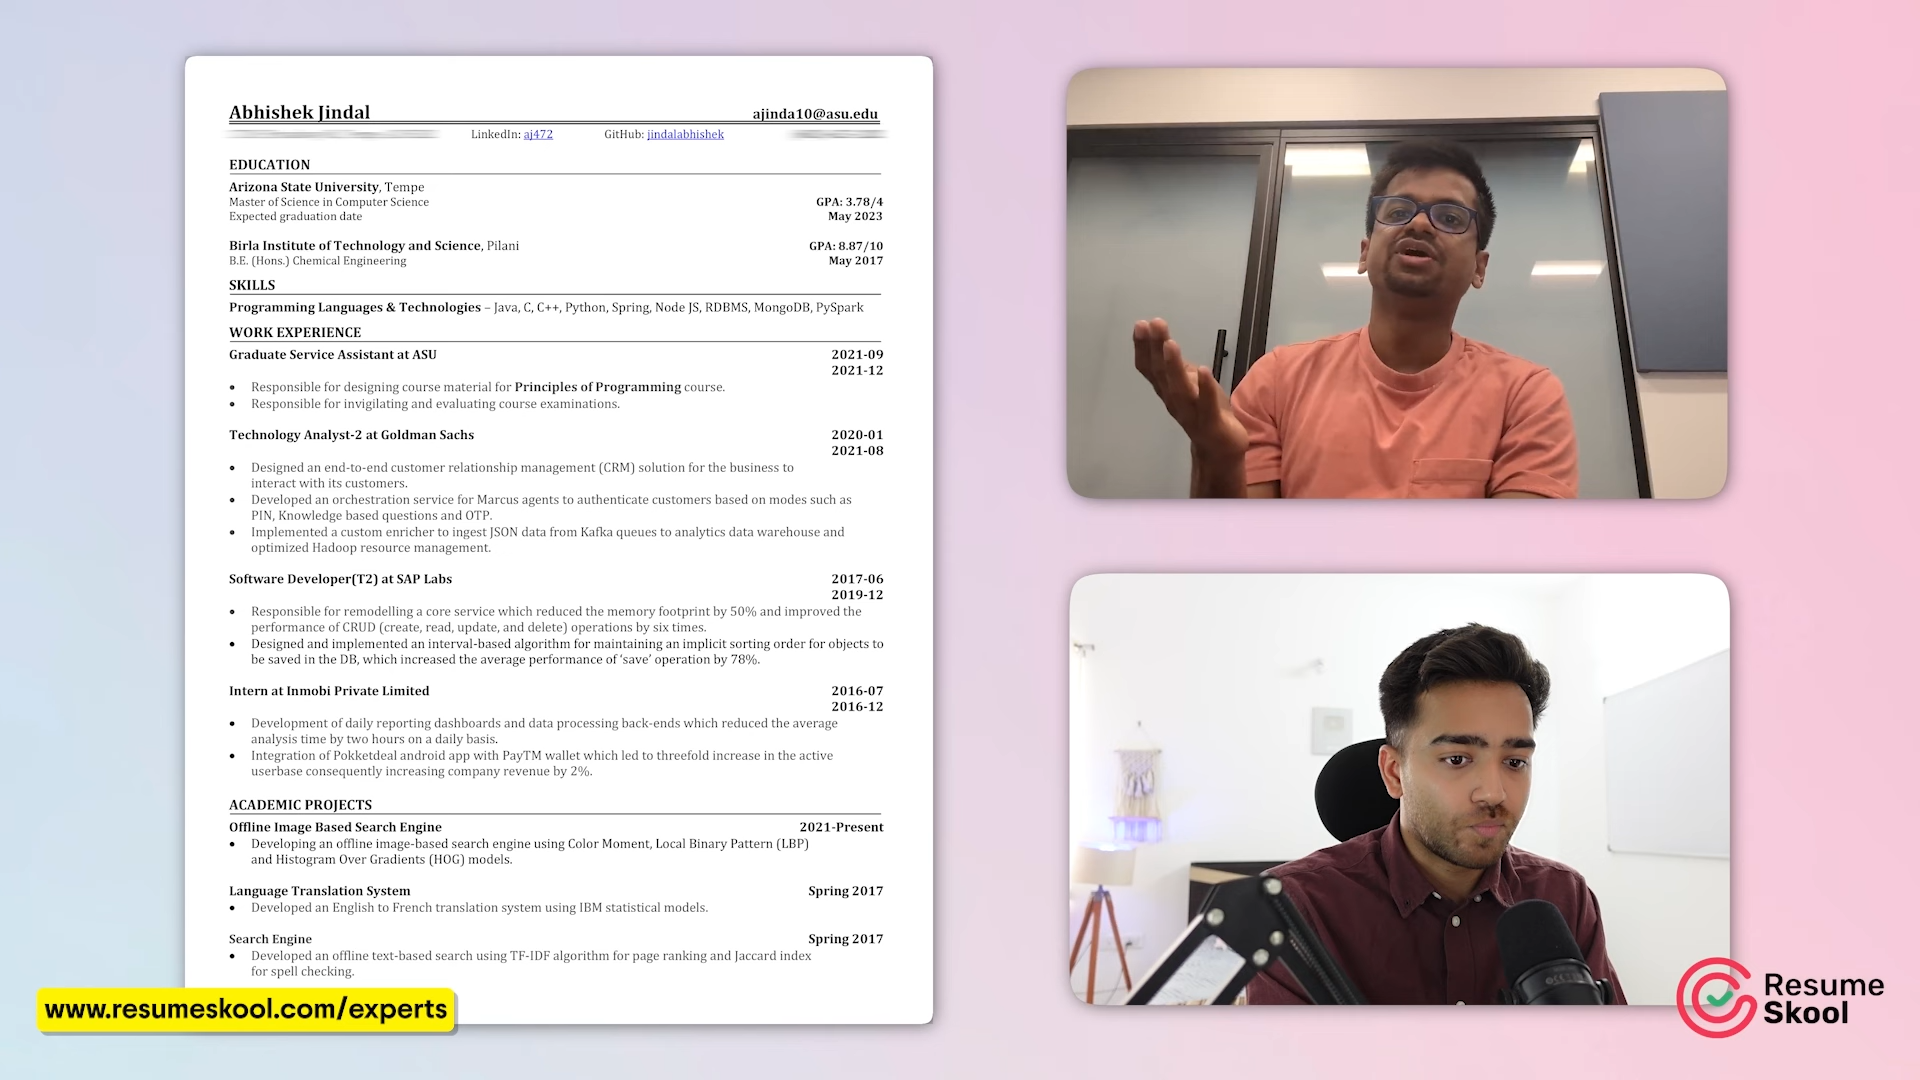 Abhishek Jindal
ajinda10@asu.edu
LinkedIn: aj472 GitHub: jindalabhishek
EDUCATION
Arizona State University, Tempe
Master of Science in Computer Science GPA: 3.78/4
Expected graduation date May 2023
Birla Institute of Technology and Science, Pilani GPA: 8.87/10
B.E. (Hons.) Chemical Engineering May 2017
SKILLS
Programming Languages & Technologies – Java, C, C++, Python, Spring, Node JS, RDBMS, MongoDB, PySpark
WORK EXPERIENCE
Graduate Service Assistant at ASU 2021-09
2021-12
• Responsible for designing course material for Principles of Programming course.
• Responsible for invigilating and evaluating course examinations.
Technology Analyst-2 at Goldman Sachs 2020-01
2021-08
• Designed an end-to-end customer relationship management (CRM) solution for the business to
interact with its customers.
• Developed an orchestration service for Marcus agents to authenticate customers based on modes such as
PIN, Knowledge based questions and OTP.
• Implemented a custom enricher to ingest JSON data from Kafka queues to analytics data warehouse and
optimized Hadoop resource management.
Software Developer(T2) at SAP Labs 2017-06
2019-12
• Responsible for remodelling a core service which reduced the memory footprint by 50% and improved the
performance of CRUD (create, read, update, and delete) operations by six times.
• Designed and implemented an interval-based algorithm for maintaining an implicit sorting order for objects to
be saved in the DB, which increased the average performance of ‘save’ operation by 78%.
Intern at Inmobi Private Limited 2016-07
2016-12
• Development of daily reporting dashboards and data processing back-ends which reduced the average
analysis time by two hours on a daily basis.
• Integration of Pokketdeal android app with PayTM wallet which led to threefold increase in the active
userbase consequently increasing company revenue by 2%.
ACADEMIC PROJECTS
Offline Image Based Search Engine 2021-Present
• Developing an offline image-based search engine using Color Moment, Local Binary Pattern (LBP)
and Histogram Over Gradients (HOG) models.
Language Translation System Spring 2017
• Developed an English to French translation system using IBM statistical models.
Search Engine Spring 2017
• Developed an offline text-based search using TF-IDF algorithm for page ranking and Jaccard index
for spell checking.
www.resumeskool.com/experts
Resume
Skool